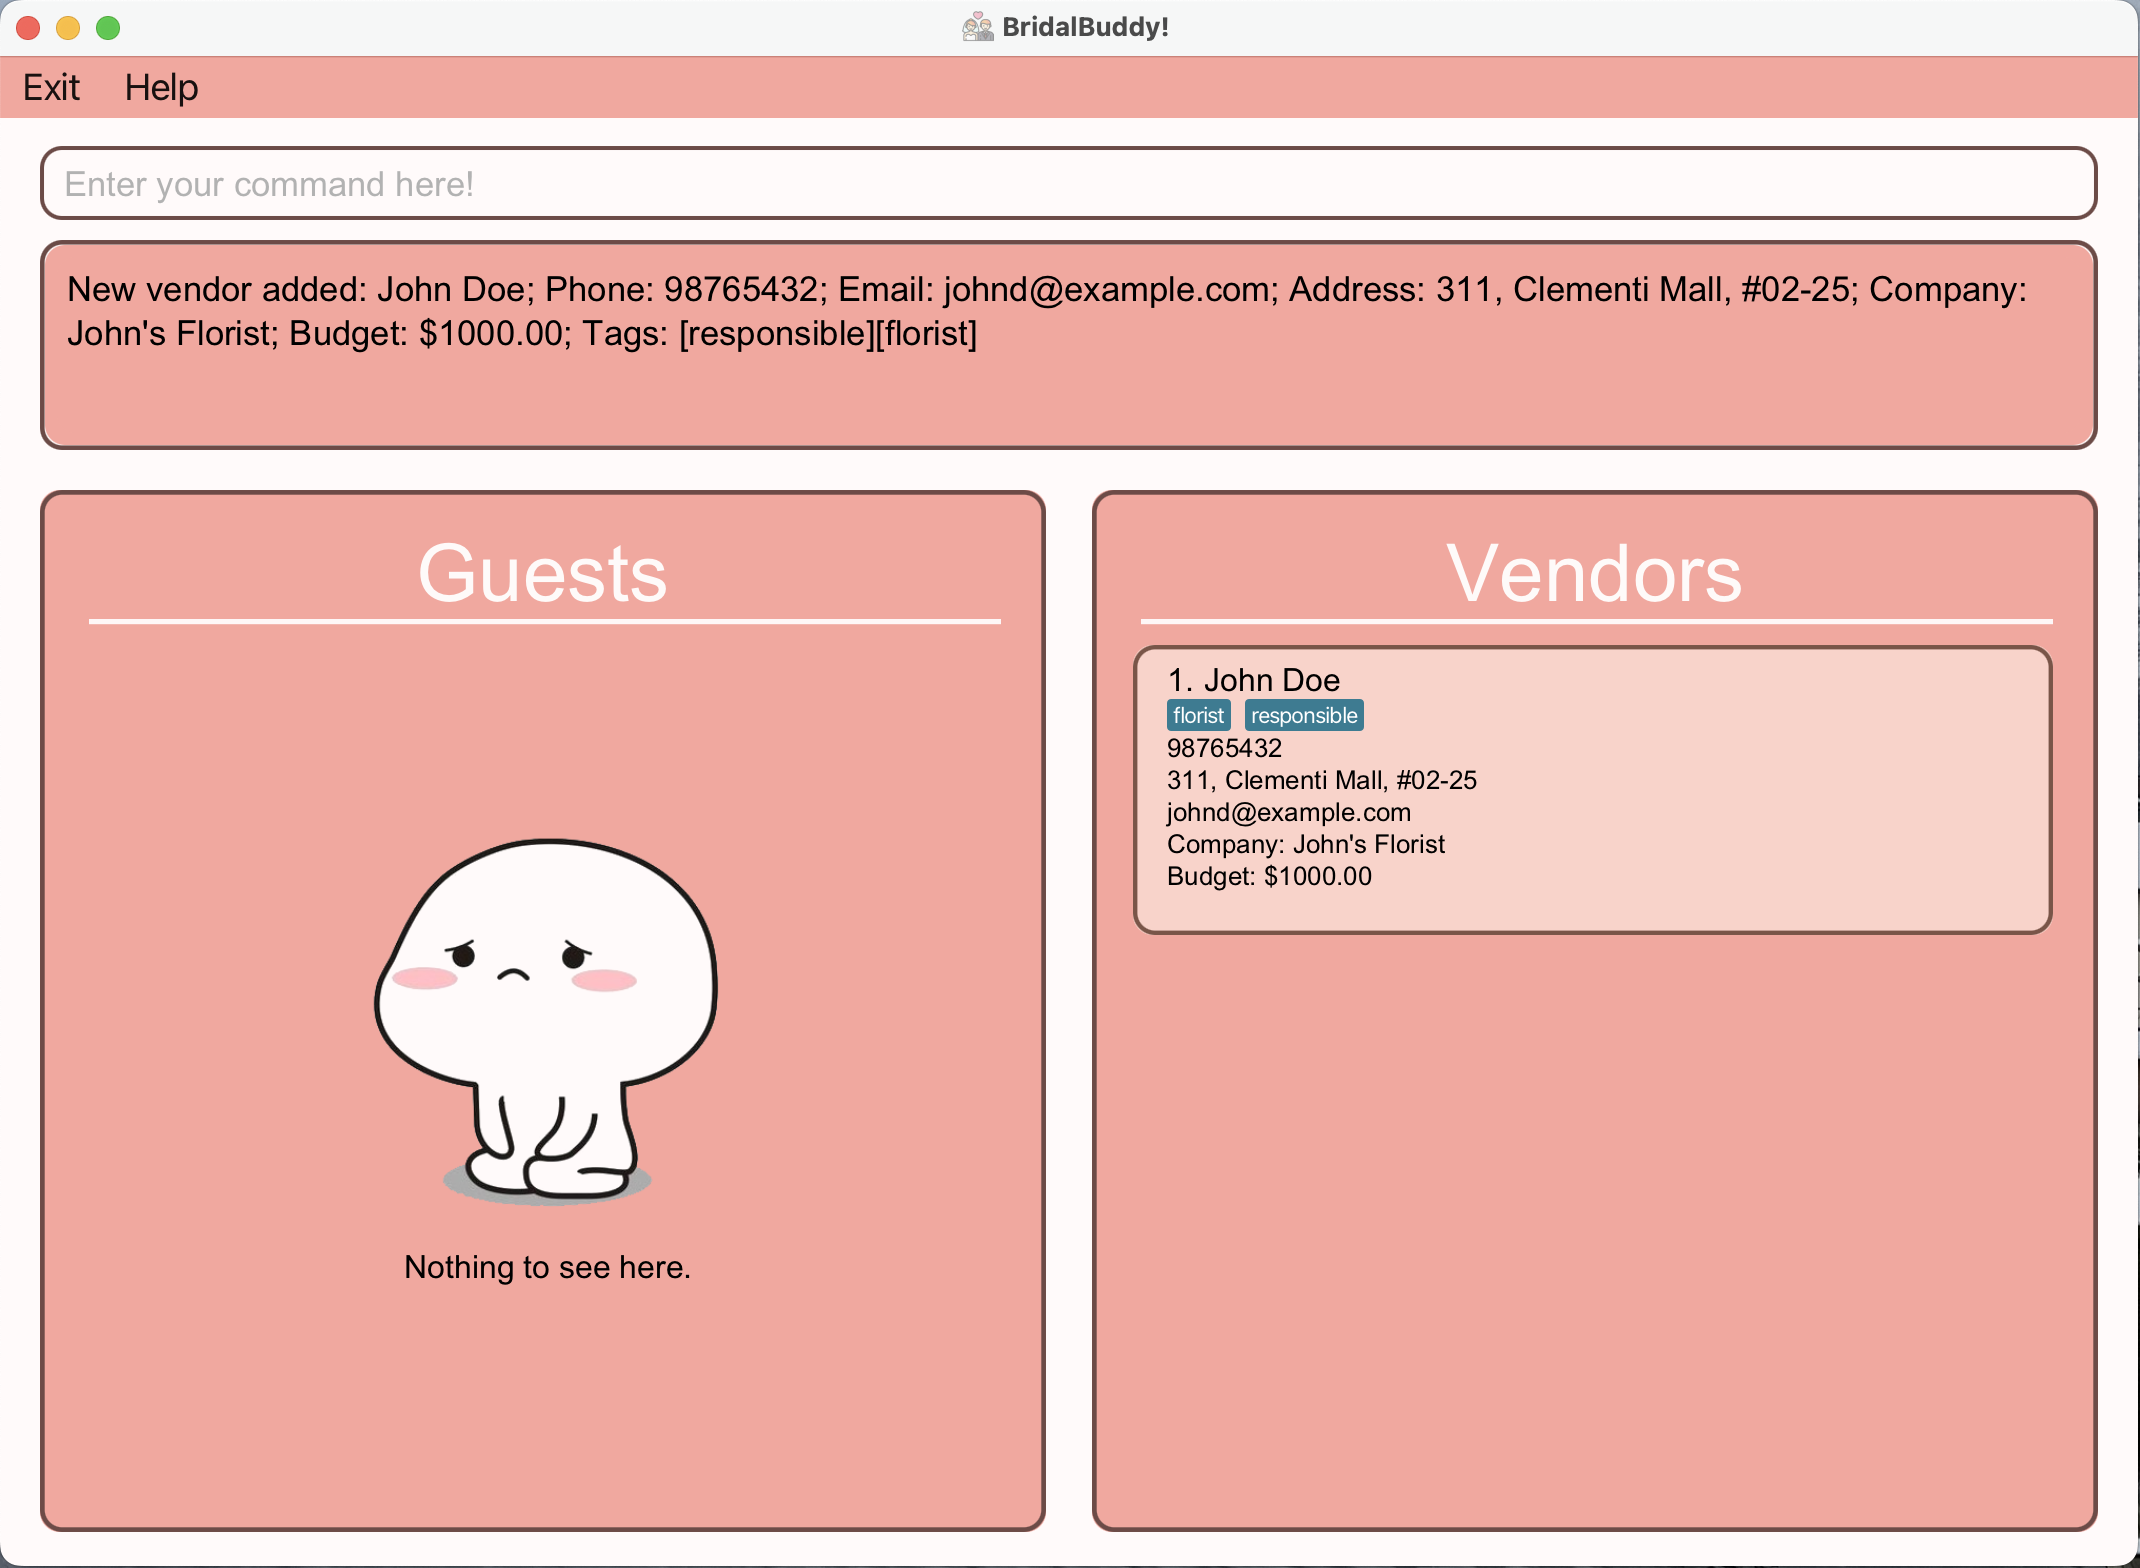 BridalBuddy!
Exit Help
Enter your command here!
New vendor added: John Doe; Phone: 98765432; Email: johnd@example.com; Address: 311, Clementi Mall, #02-25; Company:
John's Florist; Budget: $1000.00; Tags: [responsible][florist]
Guests
Nothing to see here.
Vendors
1. John Doe
florist responsible
98765432
311, Clementi Mall, #02-25
johnd@example.com
Company: John's Florist
Budget: $1000.00